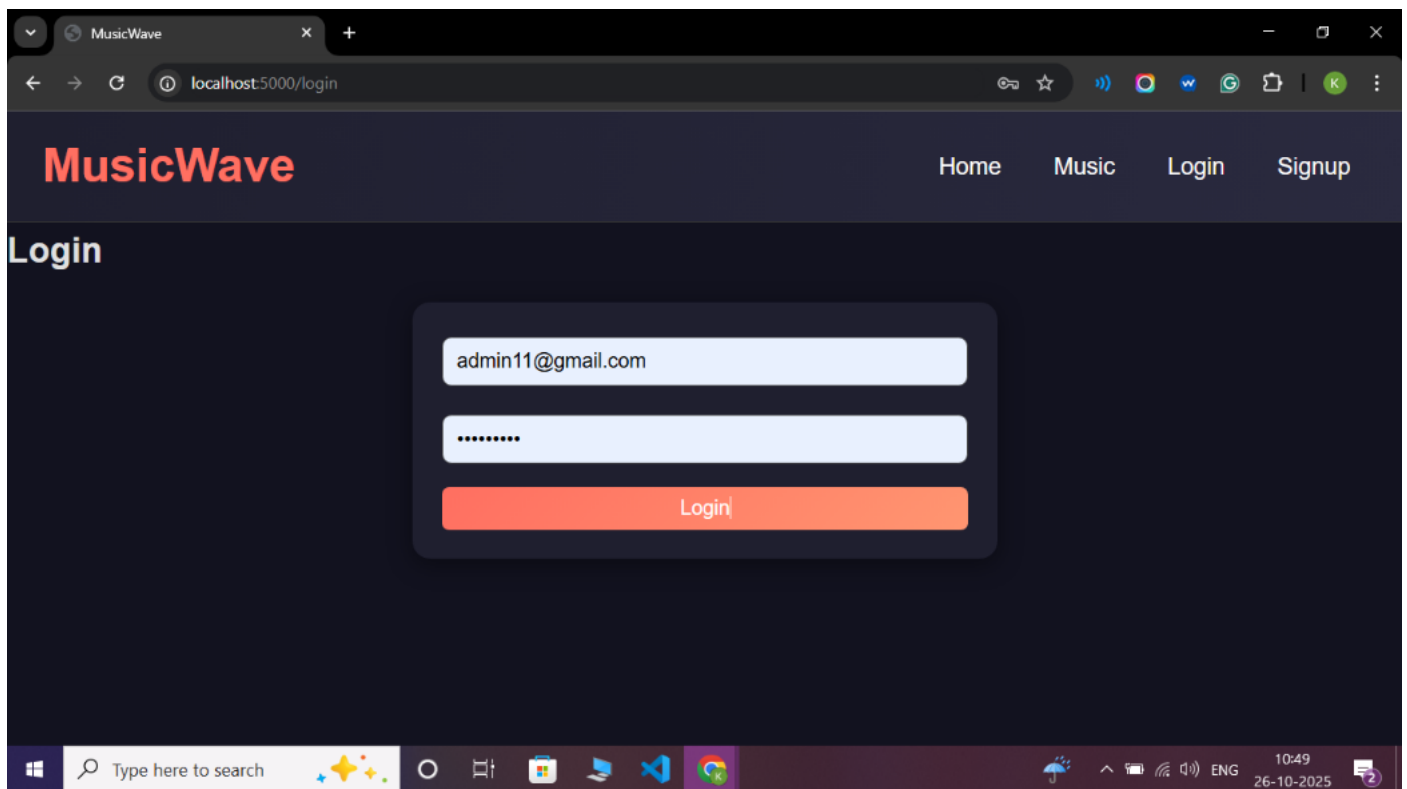 MusicWave
localhost:5000/login
K
MusicWave
Home Music Login Signup
Login
admin11@gmail.com
•••••••••
Login
Type here to search
ENG
10:49
26-10-2025
2